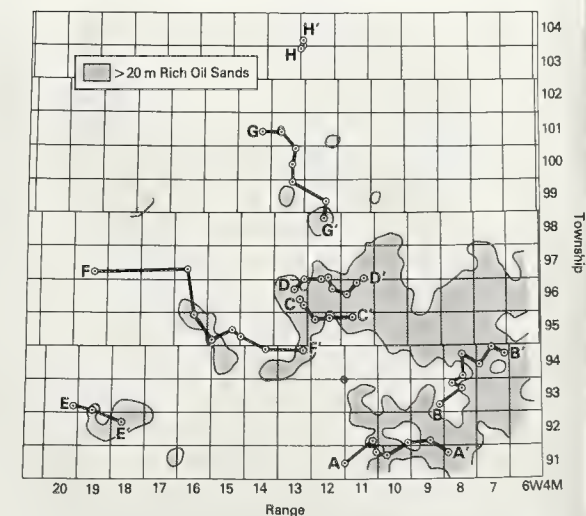 H'
H
> 20 m Rich Oil Sands
G
G'
F
D
D'
C
C'
F'
E
E'
B
B'
A
A'
104
103
102
101
100
99
98
97
96
95
94
93
92
91
Township
20 19 18 17 16 15 14 13 12 11 10 9 8 7 6W4M
Range